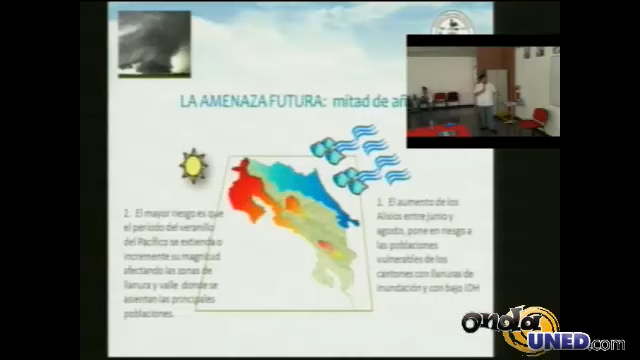 LA AMENAZA FUTURA: mitad de añ
1. El aumento de los
Alisios entre junio y
agosto, pone en riesgo a
las poblaciones
vulnerables de los
cantones con llanuras de
inundación y con bajo IDH
2. El mayor riesgo es que
el periodo del veranillo
del Pacífico se extienda o
incremente su magnitud
afectando las zonas de
llanura y valle donde se
asientan las principales
poblaciones.
onda
UNED.com